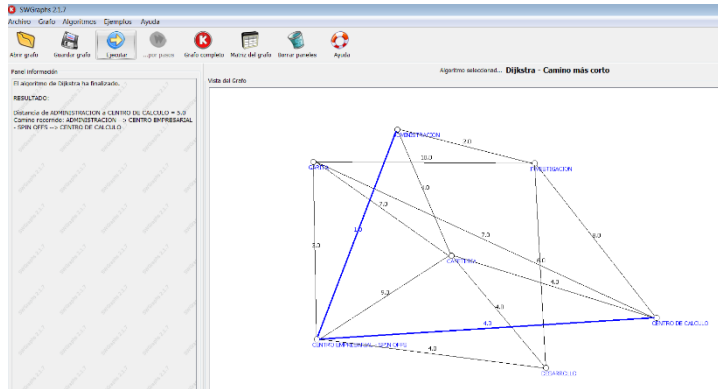 SWGraphs 2.1.7
Archivo Grafo Algoritmos Ejemplos Ayuda
Abrir grafo Guardar grafo Ejecutar ...por pasos Grafo completo Matriz del grafo Borrar paneles Ayuda
Panel Información
Algoritmo seleccionad... Dijkstra - Camino más corto
Vista del Grafo
El algoritmo de Dijkstra ha finalizado.
RESULTADO:
Distancia de ADMINISTRACION a CENTRO DE CALCULO = 5.0
Camino recorrido: ADMINISTRACION -> CENTRO EMPRESARIAL
- SPIN OFFS --> CENTRO DE CALCULO
ADMINISTRACION
2.0
10.0
INVESTIGACION
7.0
1.0
7.0
8.0
2.0
CAFETERIA
4.0
9.0
4.0
4.0
CENTRO DE CALCULO
CENTRO EMPRESARIAL - SPIN OFFS
4.0
DESARROLLO